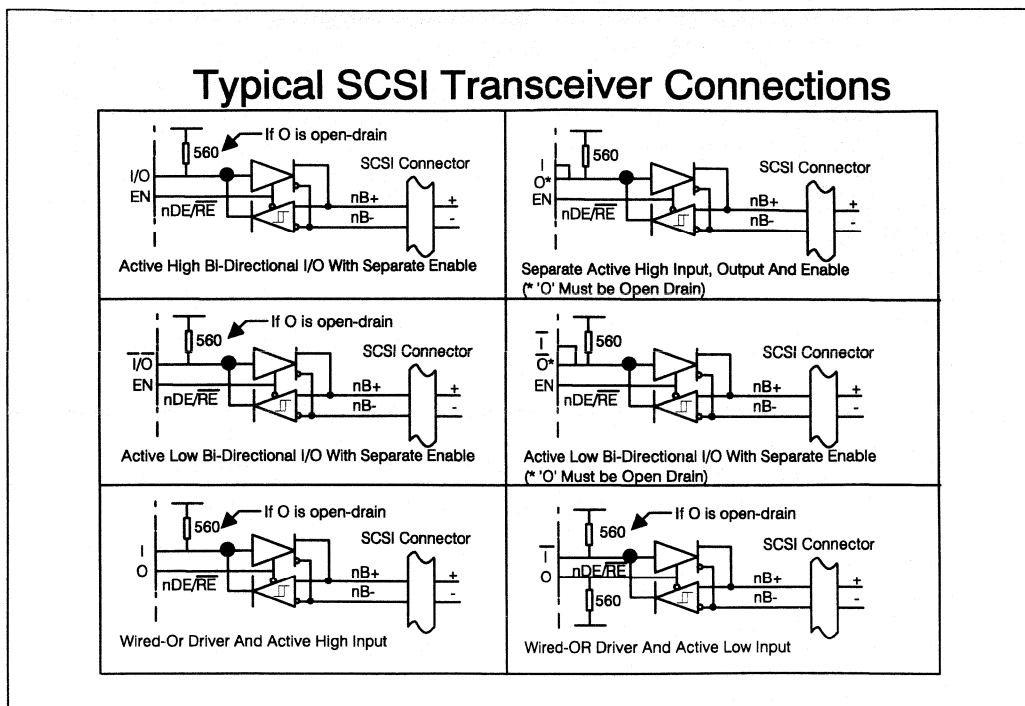 Typical SCSI Transceiver Connections
If O is open-drain
560
SCSI Connector
I/O
EN
nDE/RE
nB+
nB-
+
-
Active High Bi-Directional I/O With Separate Enable
560
SCSI Connector
I
O*
EN
nDE/RE
nB+
nB-
+
-
Separate Active High Input, Output And Enable
(* 'O' Must be Open Drain)
If O is open-drain
560
SCSI Connector
I/O
EN
nDE/RE
nB+
nB-
+
-
Active Low Bi-Directional I/O With Separate Enable
560
SCSI Connector
I
O*
EN
nDE/RE
nB+
nB-
+
-
Active Low Bi-Directional I/O With Separate Enable
(* 'O' Must be Open Drain)
If O is open-drain
560
SCSI Connector
I
O
nDE/RE
nB+
nB-
+
-
Wired-Or Driver And Active High Input
If O is open-drain
560
SCSI Connector
I
O
nDE/RE
560
nB+
nB-
+
-
Wired-OR Driver And Active Low Input